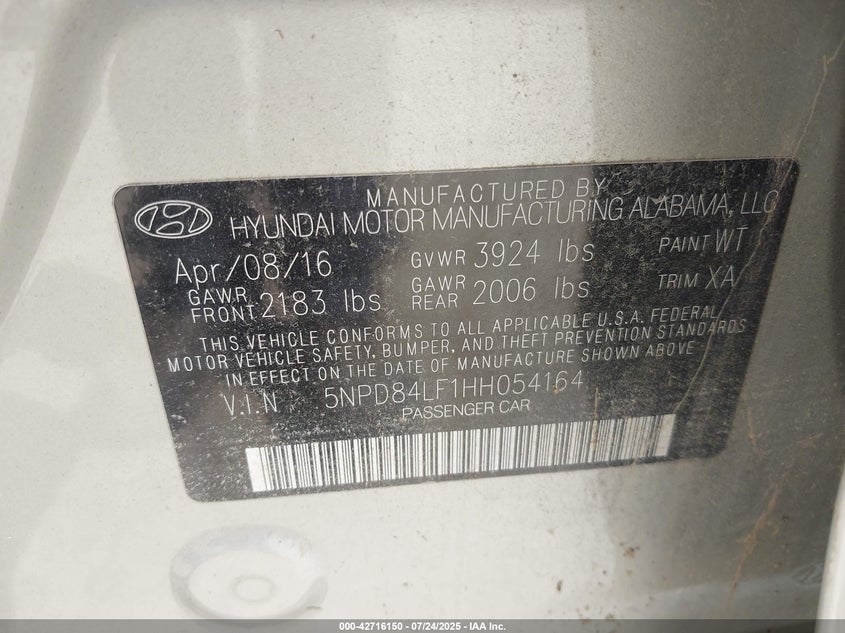 MANUFACTURED BY
HYUNDAI MOTOR MANUFACTURING ALABAMA, LLC
Apr/08/16 GVWR 3924 lbs PAINT WT
GAWR FRONT 2183 lbs GAWR REAR 2006 lbs TRIM XA
THIS VEHICLE CONFORMS TO ALL APPLICABLE U.S.A. FEDERAL
MOTOR VEHICLE SAFETY, BUMPER, AND THEFT PREVENTION STANDARDS
IN EFFECT ON THE DATE OF MANUFACTURE SHOWN ABOVE
V.I.N 5NPD84LF1HH054164
PASSENGER CAR
000-42716150 - 07/24/2025 - IAA Inc.